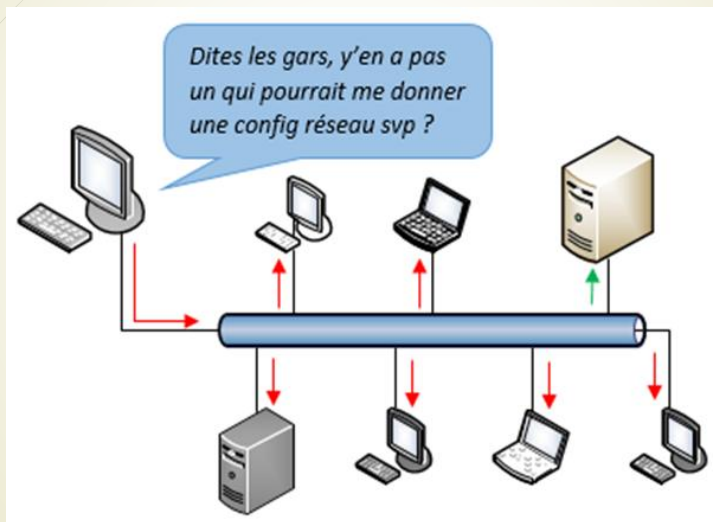 Dites les gars, y'en a pas
un qui pourrait me donner
une config réseau svp ?